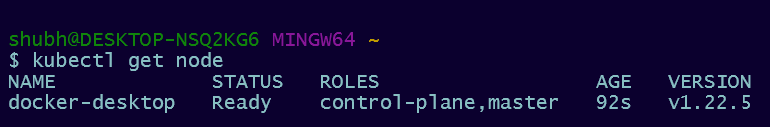 shubh@DESKTOP-NSQ2KG6 MINGW64 ~
$ kubectl get node
NAME             STATUS   ROLES                  AGE   VERSION
docker-desktop   Ready    control-plane,master   92s   v1.22.5